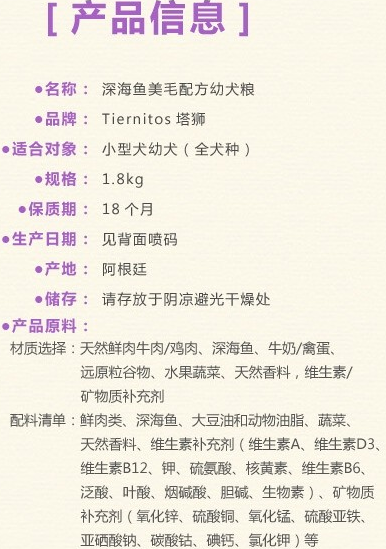 [ 产品信息 ]
●名称： 深海鱼美毛配方幼犬粮
●品牌： Tiernitos 塔狮
●适合对象： 小型犬幼犬（全犬种）
●规格： 1.8kg
●保质期： 18 个月
●生产日期： 见背面喷码
●产地： 阿根廷
●储存： 请存放于阴凉避光干燥处
●产品原料：
材质选择：天然鲜肉牛肉/鸡肉、深海鱼、牛奶/禽蛋、
远原粒谷物、水果蔬菜、天然香料，维生素/
矿物质补充剂
配料清单：鲜肉类、深海鱼、大豆油和动物油脂、蔬菜、
天然香料、维生素补充剂（维生素A、维生素D3、
维生素B12、钾、硫氨酸、核黄素、维生素B6、
泛酸、叶酸、烟碱酸、胆碱、生物素）、矿物质
补充剂（氧化锌、硫酸铜、氧化锰、硫酸亚铁、
亚硒酸钠、碳酸钴、碘钙、氯化钾）等